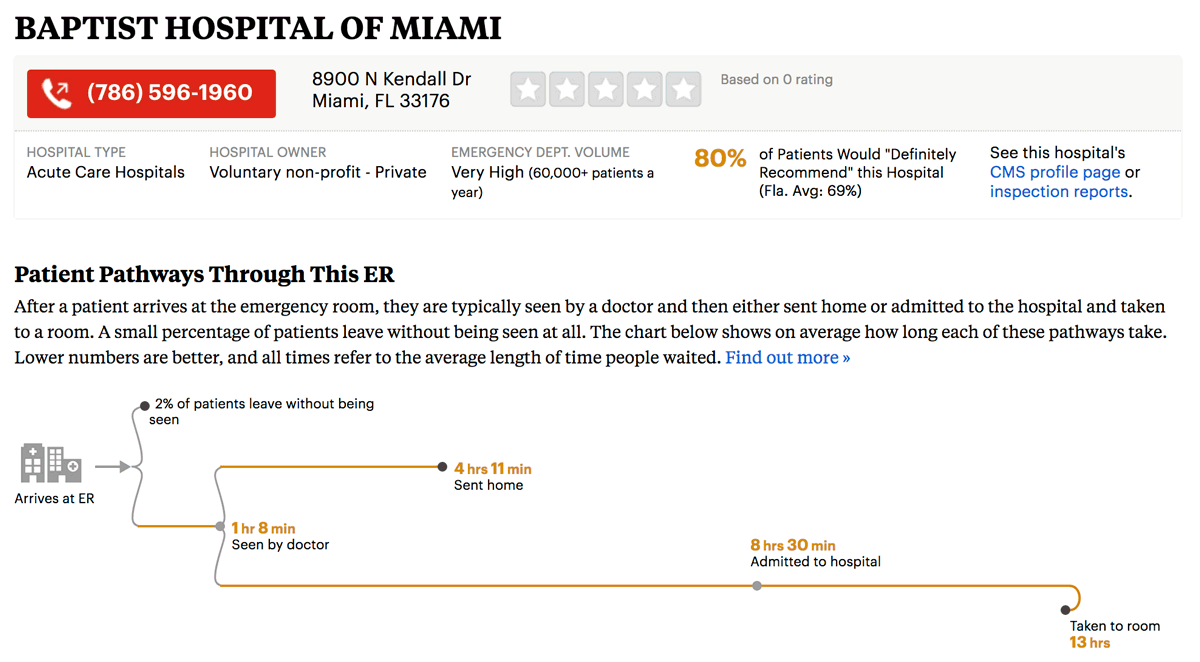 BAPTIST HOSPITAL OF MIAMI
(786) 596-1960
8900 N Kendall Dr
Miami, FL 33176
Based on 0 rating
HOSPITAL TYPE
Acute Care Hospitals
HOSPITAL OWNER
Voluntary non-profit - Private
EMERGENCY DEPT. VOLUME
Very High (60,000+ patients a
year)
80%
of Patients Would "Definitely
Recommend" this Hospital
(Fla. Avg: 69%)
See this hospital's
CMS profile page or
inspection reports.
Patient Pathways Through This ER
After a patient arrives at the emergency room, they are typically seen by a doctor and then either sent home or admitted to the hospital and taken
to a room. A small percentage of patients leave without being seen at all. The chart below shows on average how long each of these pathways take.
Lower numbers are better, and all times refer to the average length of time people waited. Find out more »
2% of patients leave without being
seen
Arrives at ER
4 hrs 11 min
Sent home
1 hr 8 min
Seen by doctor
8 hrs 30 min
Admitted to hospital
Taken to room
13 hrs